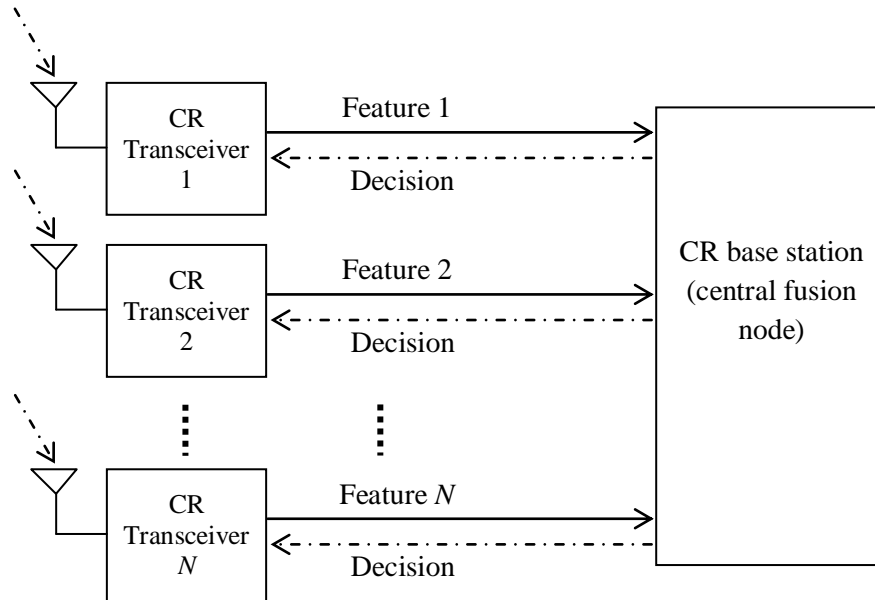 CR
Transceiver
1
Feature 1
Decision
CR
Transceiver
2
Feature 2
Decision
CR
Transceiver
N
Feature N
Decision
CR base station
(central fusion
node)